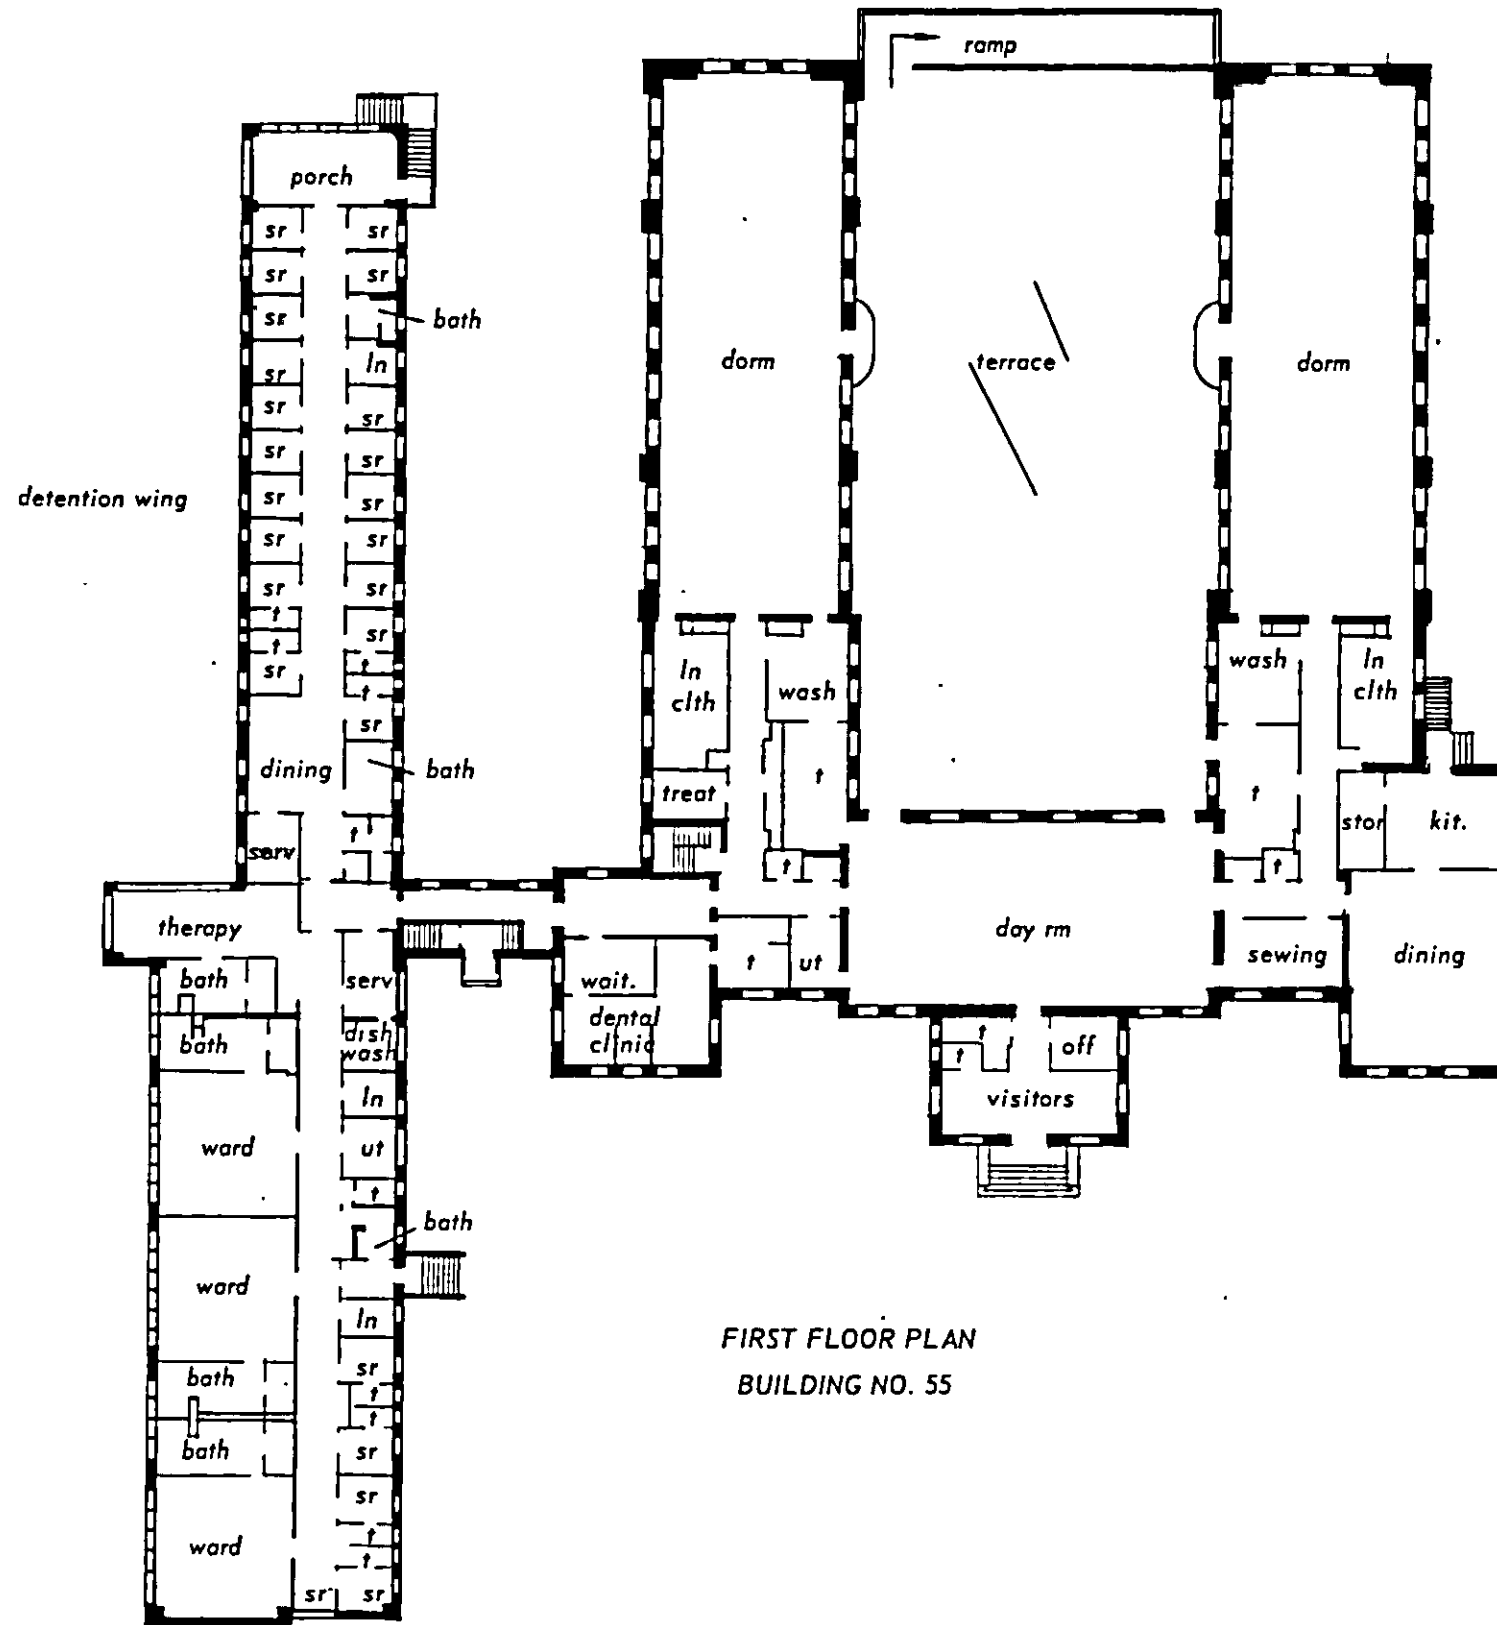 ramp
porch
sr sr
sr sr
sr bath
sr ln
sr sr
sr sr
sr sr
sr sr
sr sr
t sr
t t
sr t
sr
dining bath
serv t
detention wing
dorm
terrace
dorm
ln
clth
wash
treat
t
t
wash
ln
clth
t
t
stor
kit.
therapy
bath
bath
serv
dish
wash
wait.
dental
clinic
t
ut
day rm
sewing
dining
t
t
off
visitors
ward
ln
ut
t
bath
ward
ln
sr
bath
t
t
bath
sr
sr
ward
t
t
sr sr
FIRST FLOOR PLAN
BUILDING NO. 55